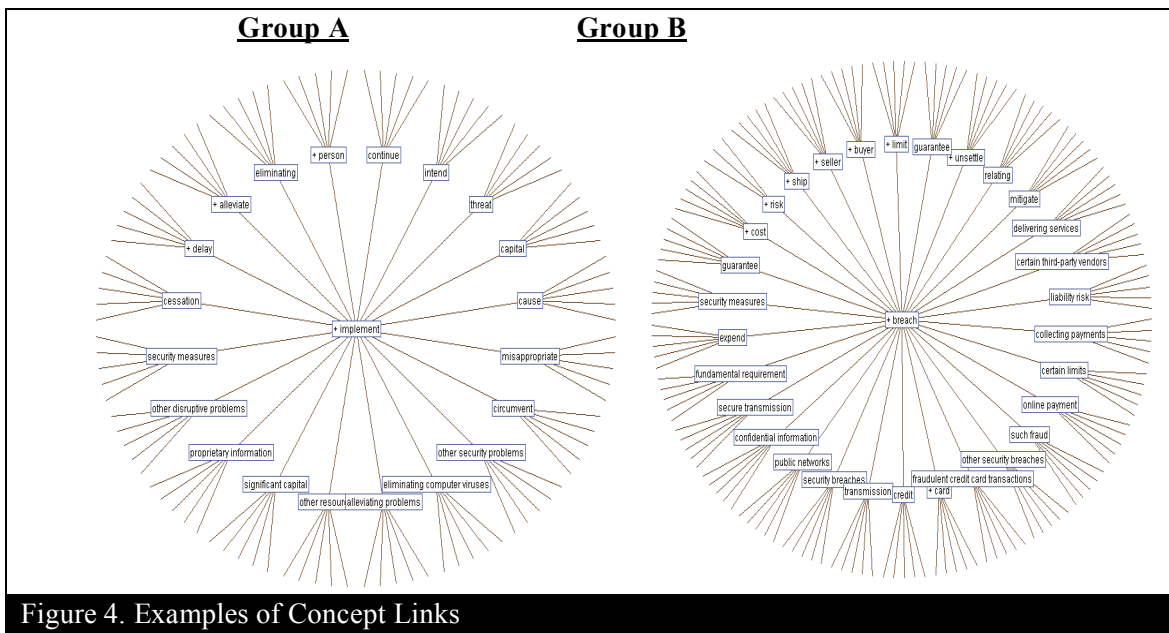 Group A
Group B
+ person
continue
eliminating
intend
+ alleviate
threat
+ delay
capital
cessation
cause
+ implement
security measures
misappropriate
other disruptive problems
circumvent
proprietary information
other security problems
significant capital
eliminating computer viruses
other resour
alleviating problems
+ limit
+ buyer
guarantee
+ seller
+ unsettle
+ ship
relating
+ risk
mitigate
+ cost
delivering services
guarantee
certain third-party vendors
security measures
liability risk
+ breach
expend
collecting payments
fundamental requirement
certain limits
secure transmission
online payment
confidential information
such fraud
public networks
other security breaches
security breaches
fraudulent credit card transactions
transmission
credit
+ card
Figure 4. Examples of Concept Links